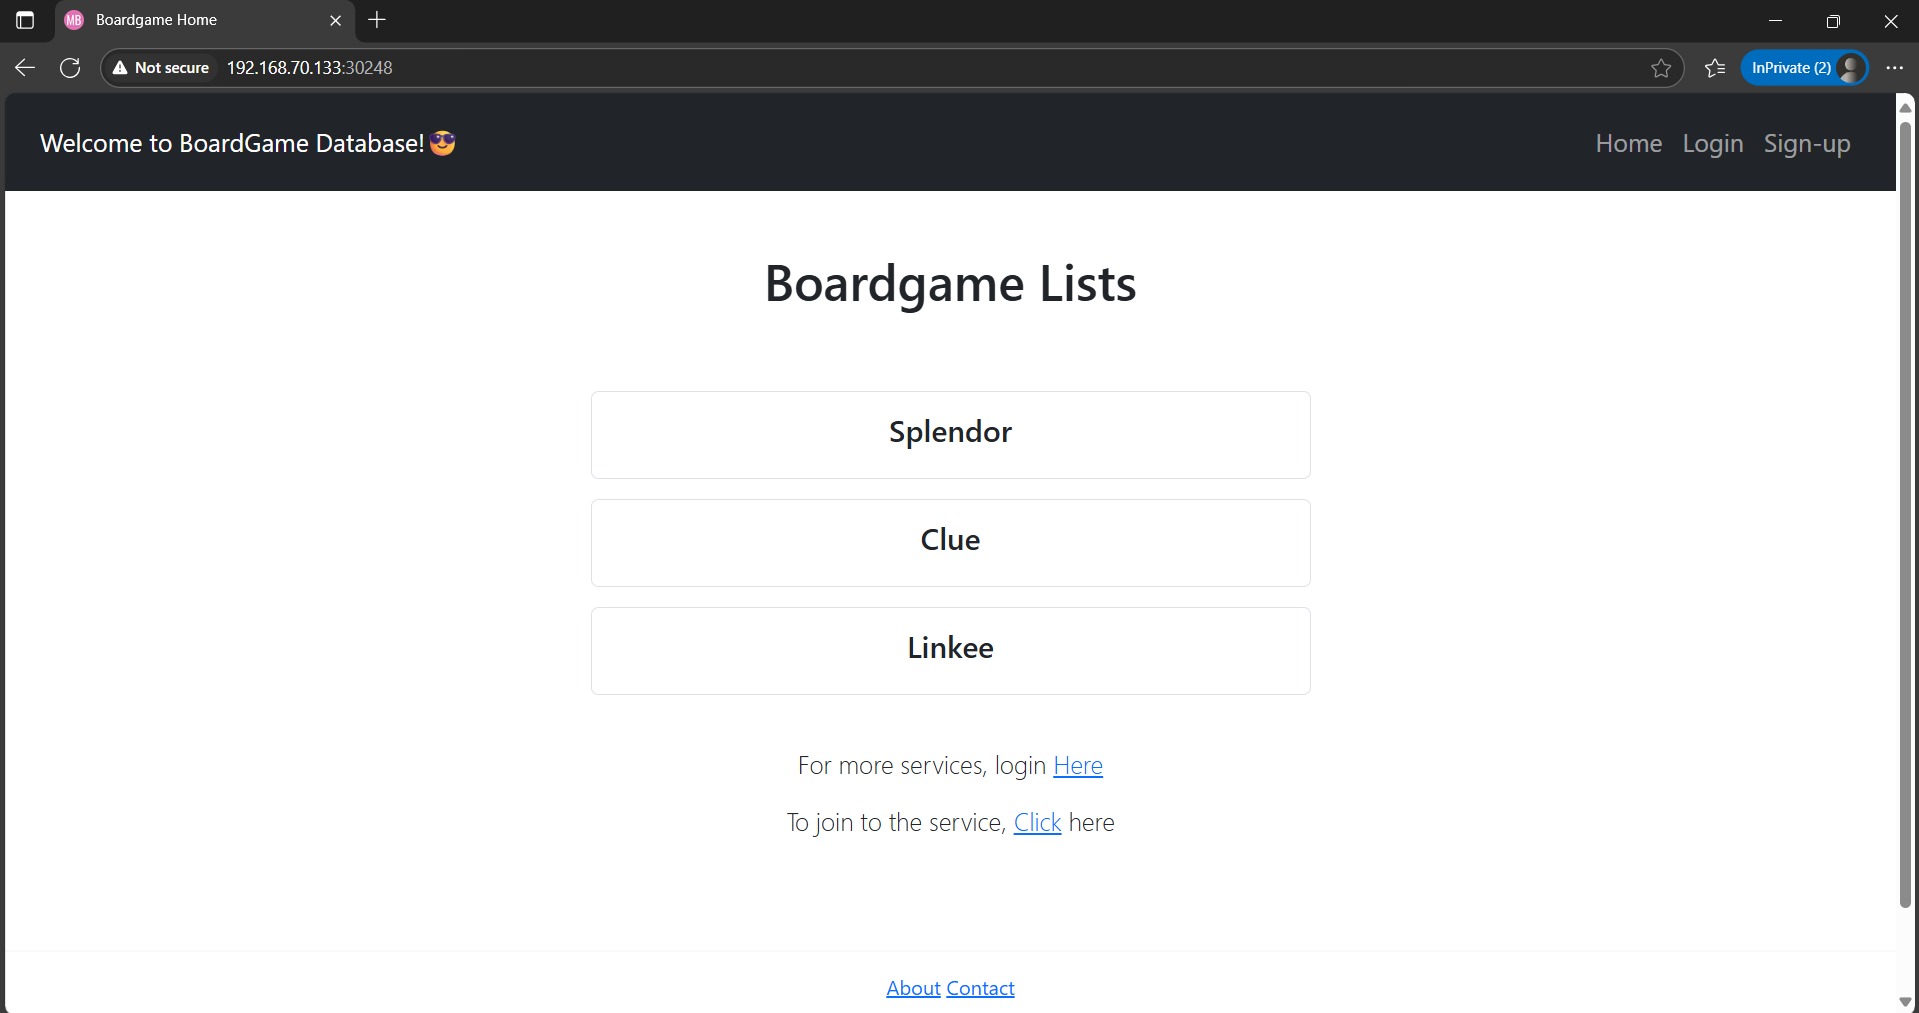 MB Boardgame Home
Not secure 192.168.70.133:30248 InPrivate (2)
Welcome to BoardGame Database!😎 Home Login Sign-up
Boardgame Lists
Splendor
Clue
Linkee
For more services, login Here
To join to the service, Click here
About Contact